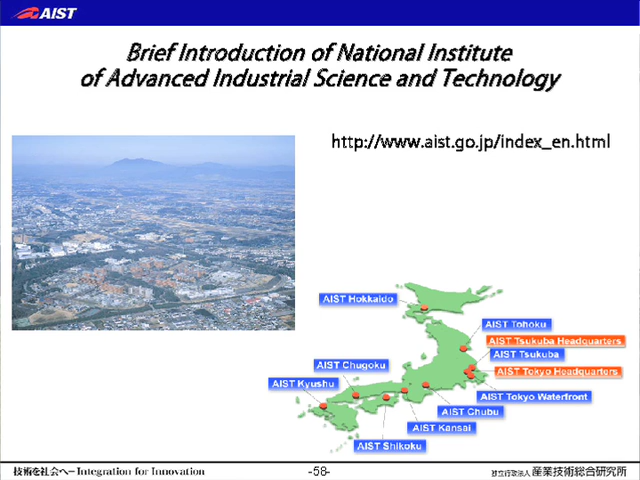 AIST
Brief Introduction of National Institute
of Advanced Industrial Science and Technology
http://www.aist.go.jp/index_en.html
AIST Hokkaido
AIST Tohoku
AIST Tsukuba Headquarters
AIST Tsukuba
AIST Chugoku
AIST Tokyo Headquarters
AIST Kyushu
AIST Tokyo Waterfront
AIST Chubu
AIST Kansai
AIST Shikoku
技術を社会へ－Integration for Innovation
-58-
独立行政法人 産業技術総合研究所